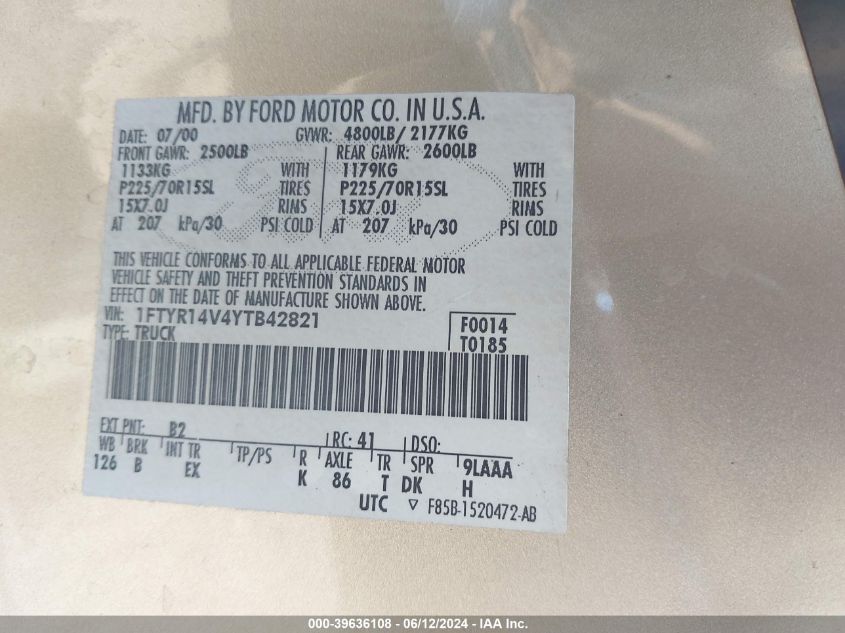 MFD. BY FORD MOTOR CO. IN U.S.A.
DATE: 07/00 GVWR: 4800LB/ 2177KG
FRONT GAWR: 2500LB REAR GAWR: 2600LB
1133KG WITH 1179KG WITH
P225/70R15SL TIRES P225/70R15SL TIRES
15X7.0J RIMS 15X7.0J RIMS
AT 207 kPa/30 PSI COLD AT 207 kPa/30 PSI COLD
THIS VEHICLE CONFORMS TO ALL APPLICABLE FEDERAL MOTOR
VEHICLE SAFETY AND THEFT PREVENTION STANDARDS IN
EFFECT ON THE DATE OF MANUFACTURE SHOWN ABOVE.
VIN: 1FTYR14V4YTB42821 F0014
TYPE: TRUCK T0185
EXT PNT: B2 RC: 41 DSO:
WB BRK INT TR TP/PS R AXLE TR SPR 9LAAA
126 B EX K 86 T DK H
UTC ▽ F85B-1520472-AB
000-39636108 - 06/12/2024 - IAA Inc.